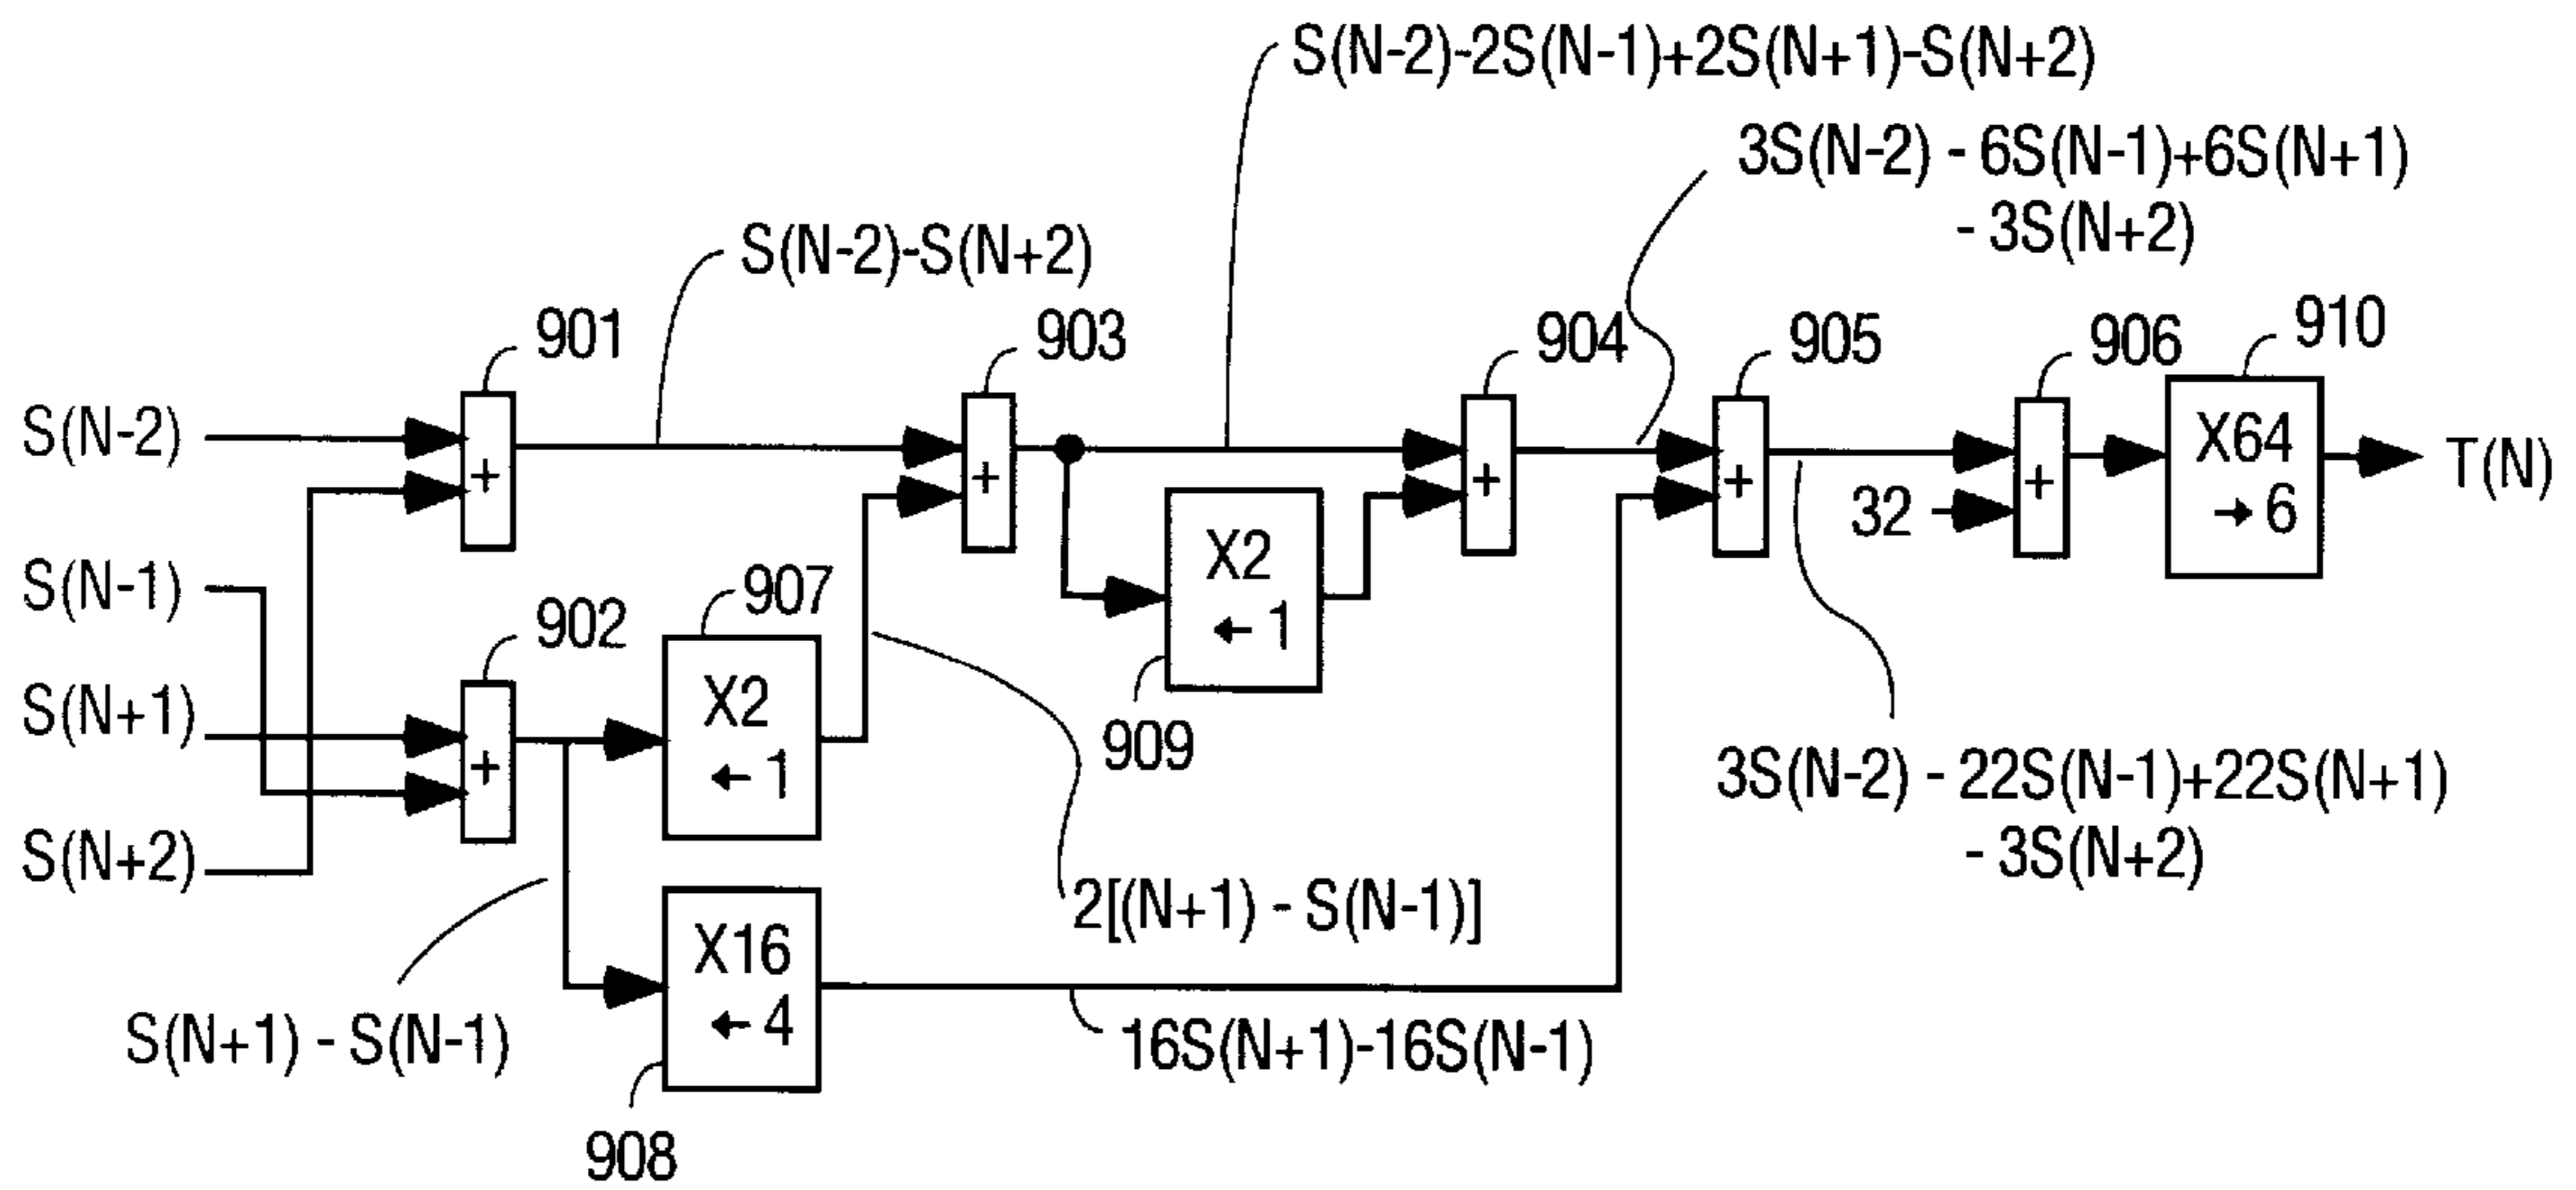 S(N-2)-2S(N-1)+2S(N+1)-S(N+2)
3S(N-2) - 6S(N-1)+6S(N+1)
- 3S(N+2)
S(N-2)-S(N+2)
901
903
904
905
906
910
S(N-2)
+
+
+
+
+
X64
→ 6
T(N)
32
S(N-1)
907
X2
← 1
909
902
S(N+1)
+
X2
← 1
3S(N-2) - 22S(N-1)+22S(N+1)
- 3S(N+2)
S(N+2)
2[(N+1) - S(N-1)]
X16
← 4
S(N+1) - S(N-1)
16S(N+1)-16S(N-1)
908